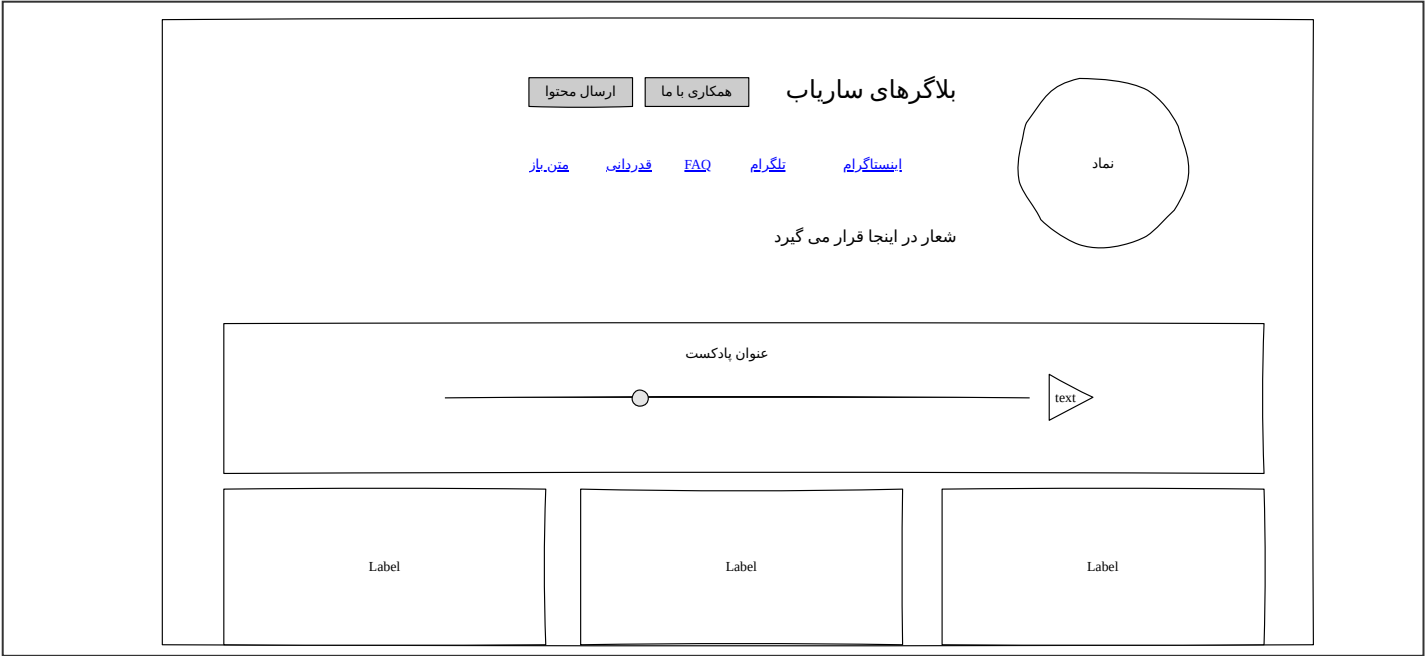 بلاگرهای ساریاب
همکاری با ما
ارسال محتوا
نماد
اینستاگرام تلگرام FAQ قدردانی متن باز
شعار در اینجا قرار می گیرد
عنوان پادکست
text
Label Label Label